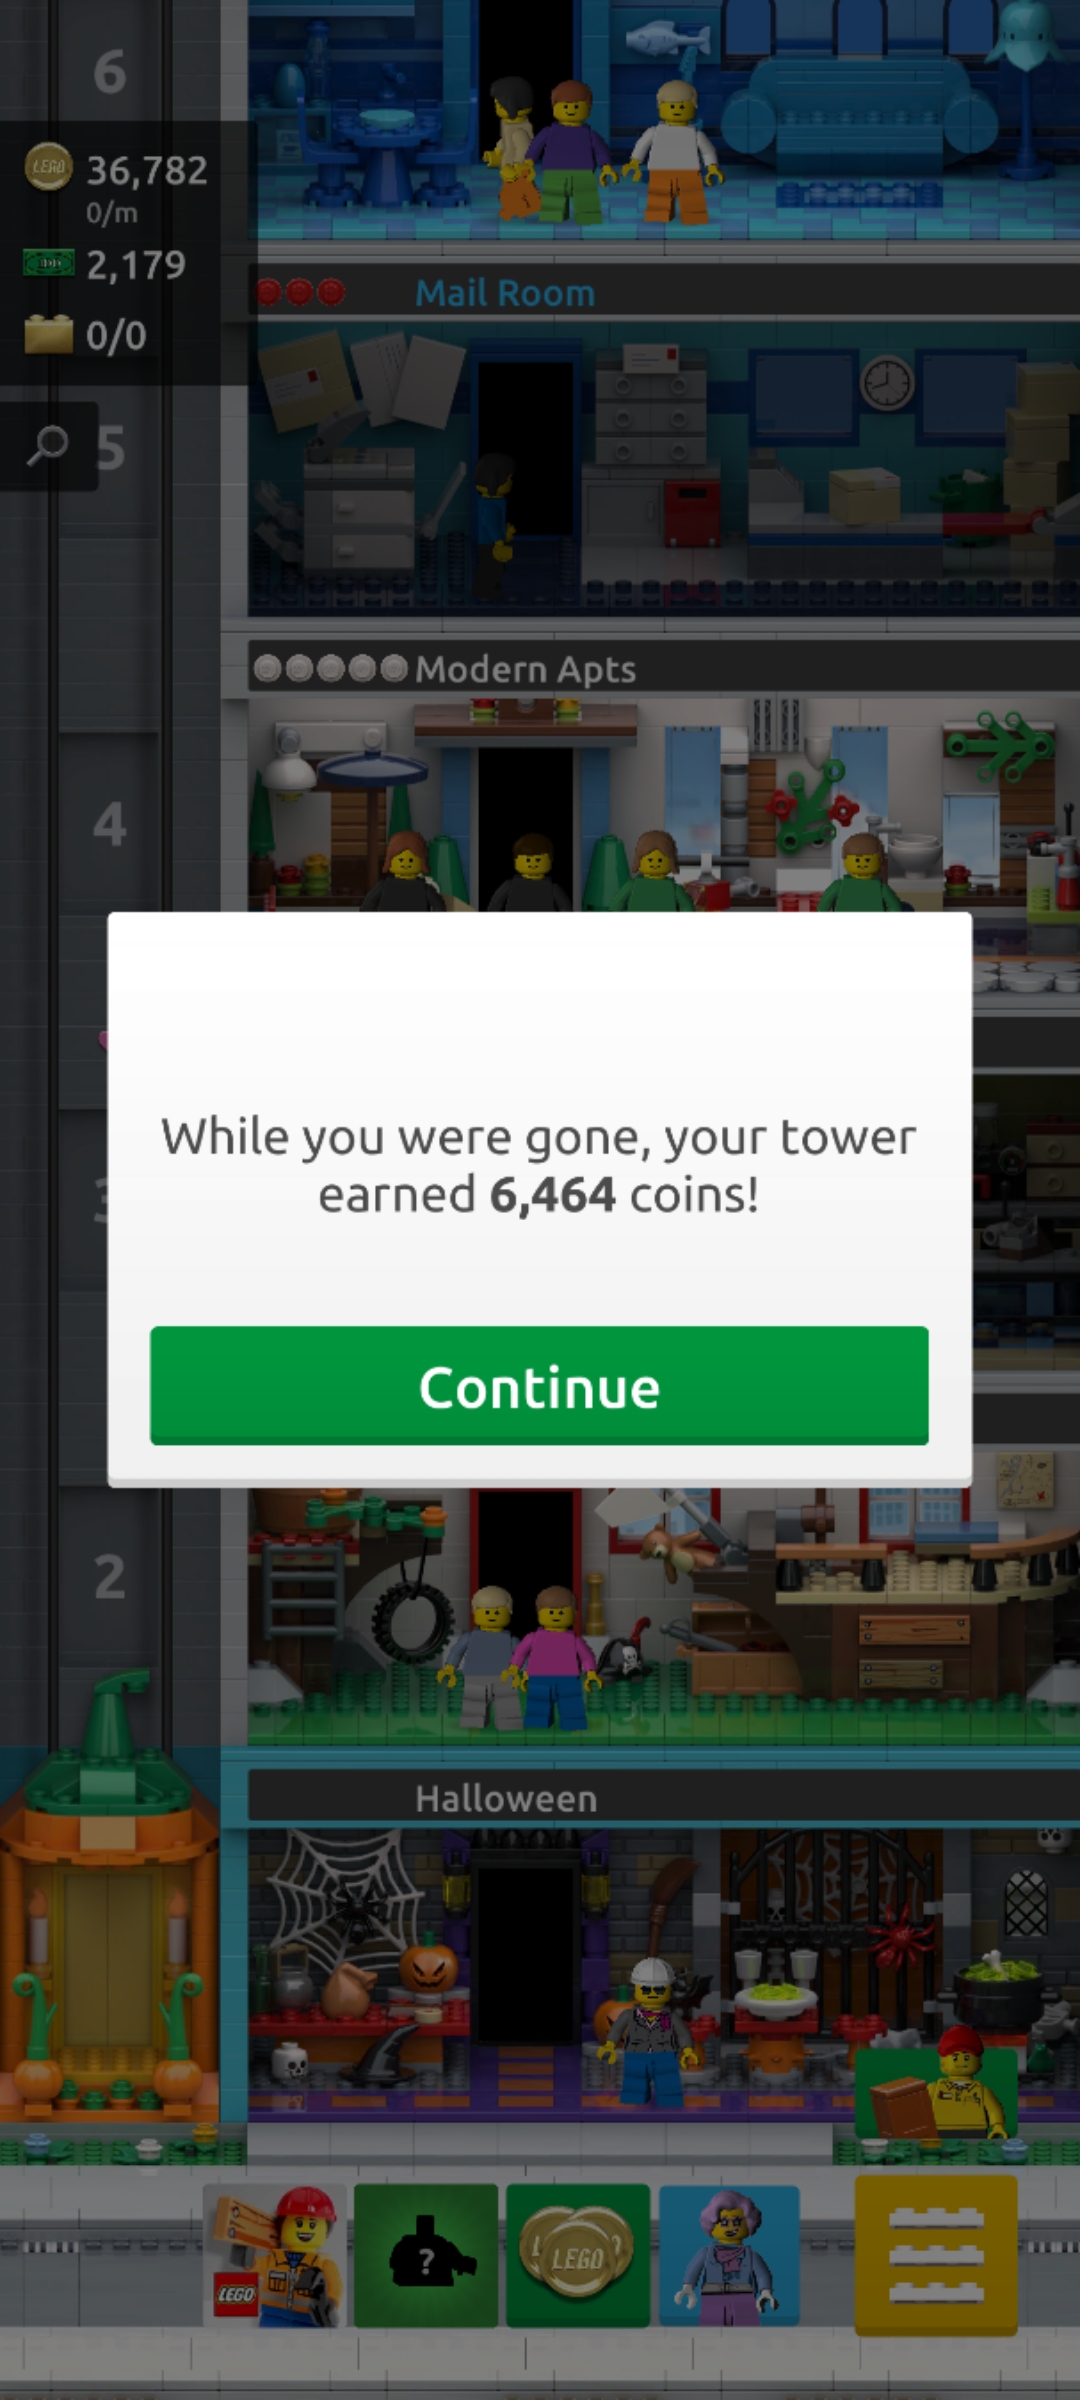 6
LEGO 36,782
0/m
2,179
0/0
Mail Room
5
Modern Apts
4
While you were gone, your tower
earned 6,464 coins!
Continue
2
Halloween
LEGO
?
LEGO